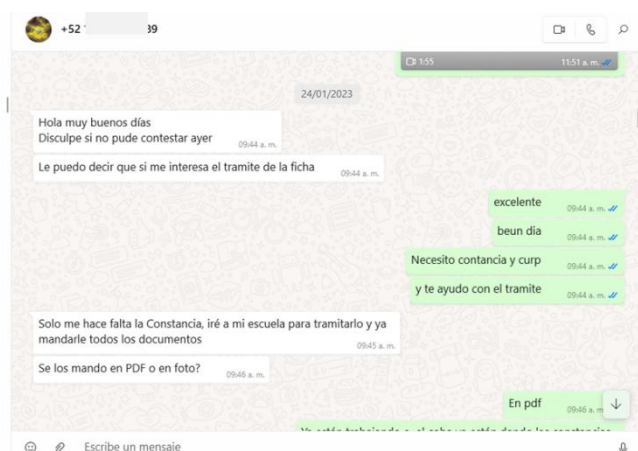 +52
39
1:55
11:51 a. m.
24/01/2023
Hola muy buenos días
Disculpe si no pude contestar ayer
09:44 a. m.
Le puedo decir que si me interesa el tramite de la ficha
09:44 a. m.
excelente
09:44 a. m.
beun dia
09:44 a. m.
Necesito contancia y curp
09:44 a. m.
y te ayudo con el tramite
09:44 a. m.
Solo me hace falta la Constancia, iré a mi escuela para tramitarlo y ya
mandarle todos los documentos
09:45 a. m.
Se los mando en PDF o en foto?
09:46 a. m.
En pdf
09:46 a. m.
Escribe un mensaje